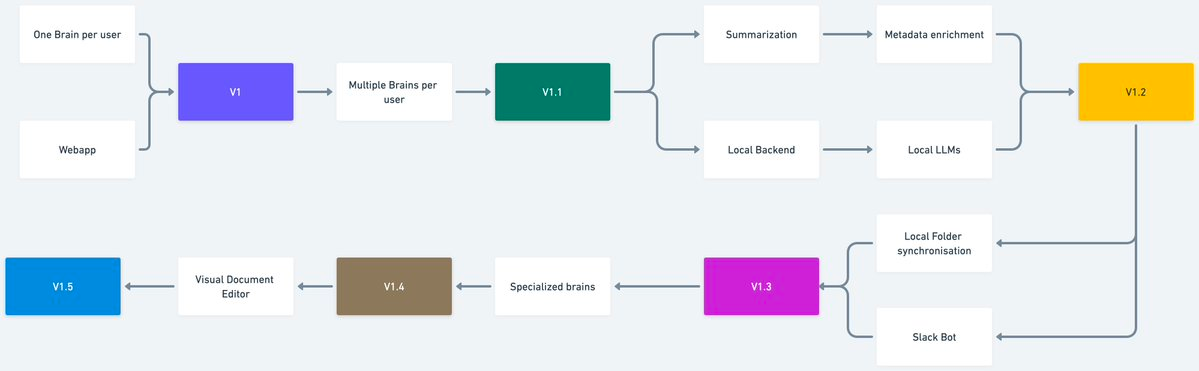 One Brain per user
Webapp
V1
Multiple Brains per
user
V1.1
Summarization
Metadata enrichment
Local Backend
Local LLMs
V1.2
Local Folder
synchronisation
Slack Bot
V1.3
Specialized brains
V1.4
Visual Document
Editor
V1.5